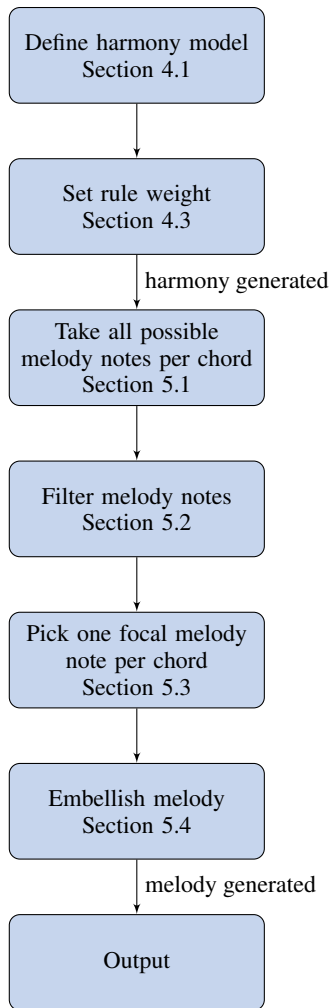 Define harmony model
Section 4.1
Set rule weight
Section 4.3
harmony generated
Take all possible
melody notes per chord
Section 5.1
Filter melody notes
Section 5.2
Pick one focal melody
note per chord
Section 5.3
Embellish melody
Section 5.4
melody generated
Output